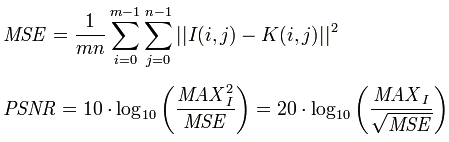 MSE = \frac{1}{mn} \sum_{i=0}^{m-1} \sum_{j=0}^{n-1} ||I(i,j) - K(i,j)||^2
PSNR = 10 \cdot \log_{10} \left( \frac{MAX_I^2}{MSE} \right) = 20 \cdot \log_{10} \left( \frac{MAX_I}{\sqrt{MSE}} \right)